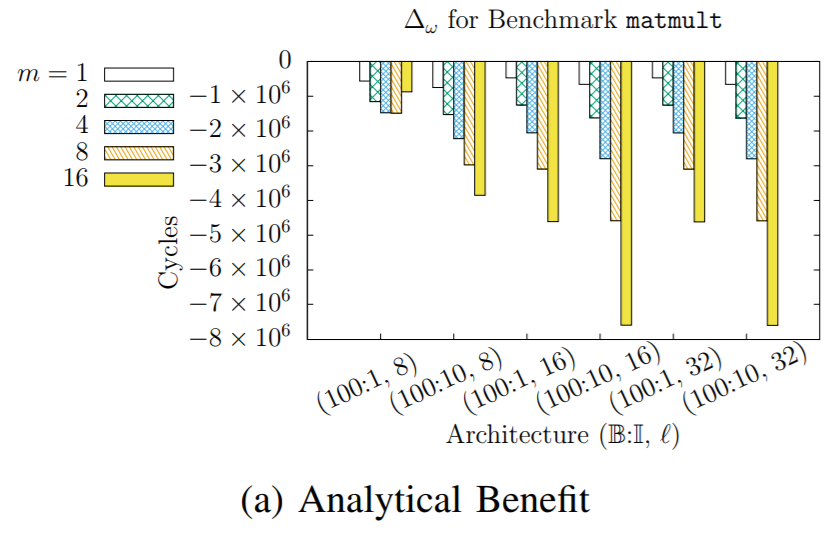 Δω for Benchmark matmult
m = 1
2
4
8
16
Cycles
0
−1 × 10⁶
−2 × 10⁶
−3 × 10⁶
−4 × 10⁶
−5 × 10⁶
−6 × 10⁶
−7 × 10⁶
−8 × 10⁶
(100:1, 8)
(100:10, 8)
(100:1, 16)
(100:10, 16)
(100:1, 32)
(100:10, 32)
Architecture (𝔹:𝕀, ℓ)
(a) Analytical Benefit